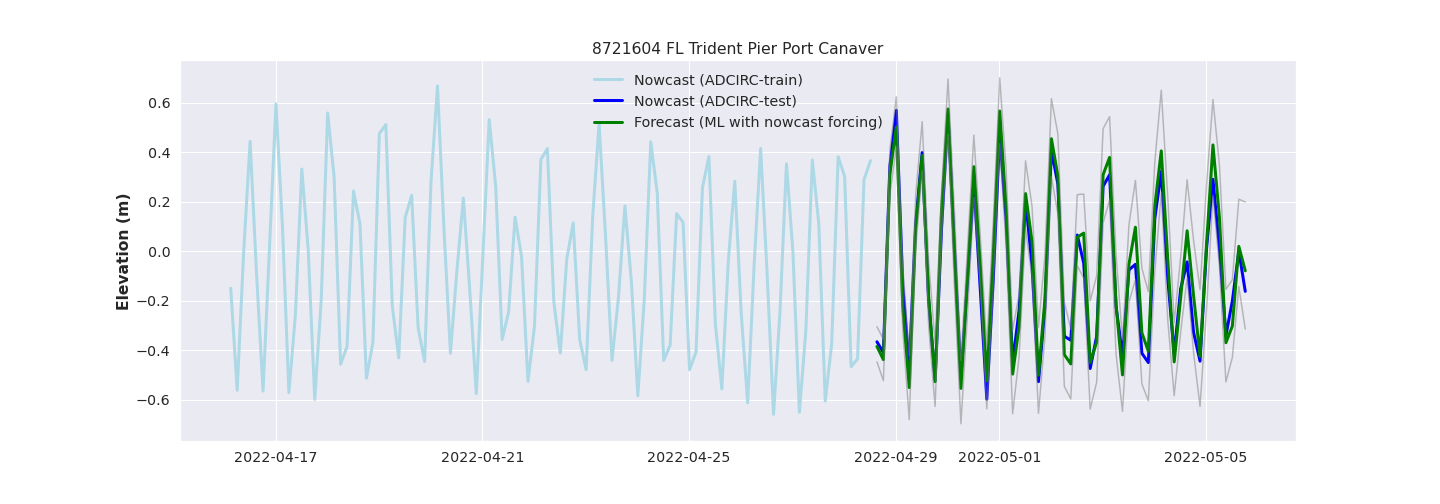 8721604 FL Trident Pier Port Canaver
Nowcast (ADCIRC-train)
Nowcast (ADCIRC-test)
Forecast (ML with nowcast forcing)
Elevation (m)
0.6
0.4
0.2
0.0
−0.2
−0.4
−0.6
2022-04-17
2022-04-21
2022-04-25
2022-04-29
2022-05-01
2022-05-05